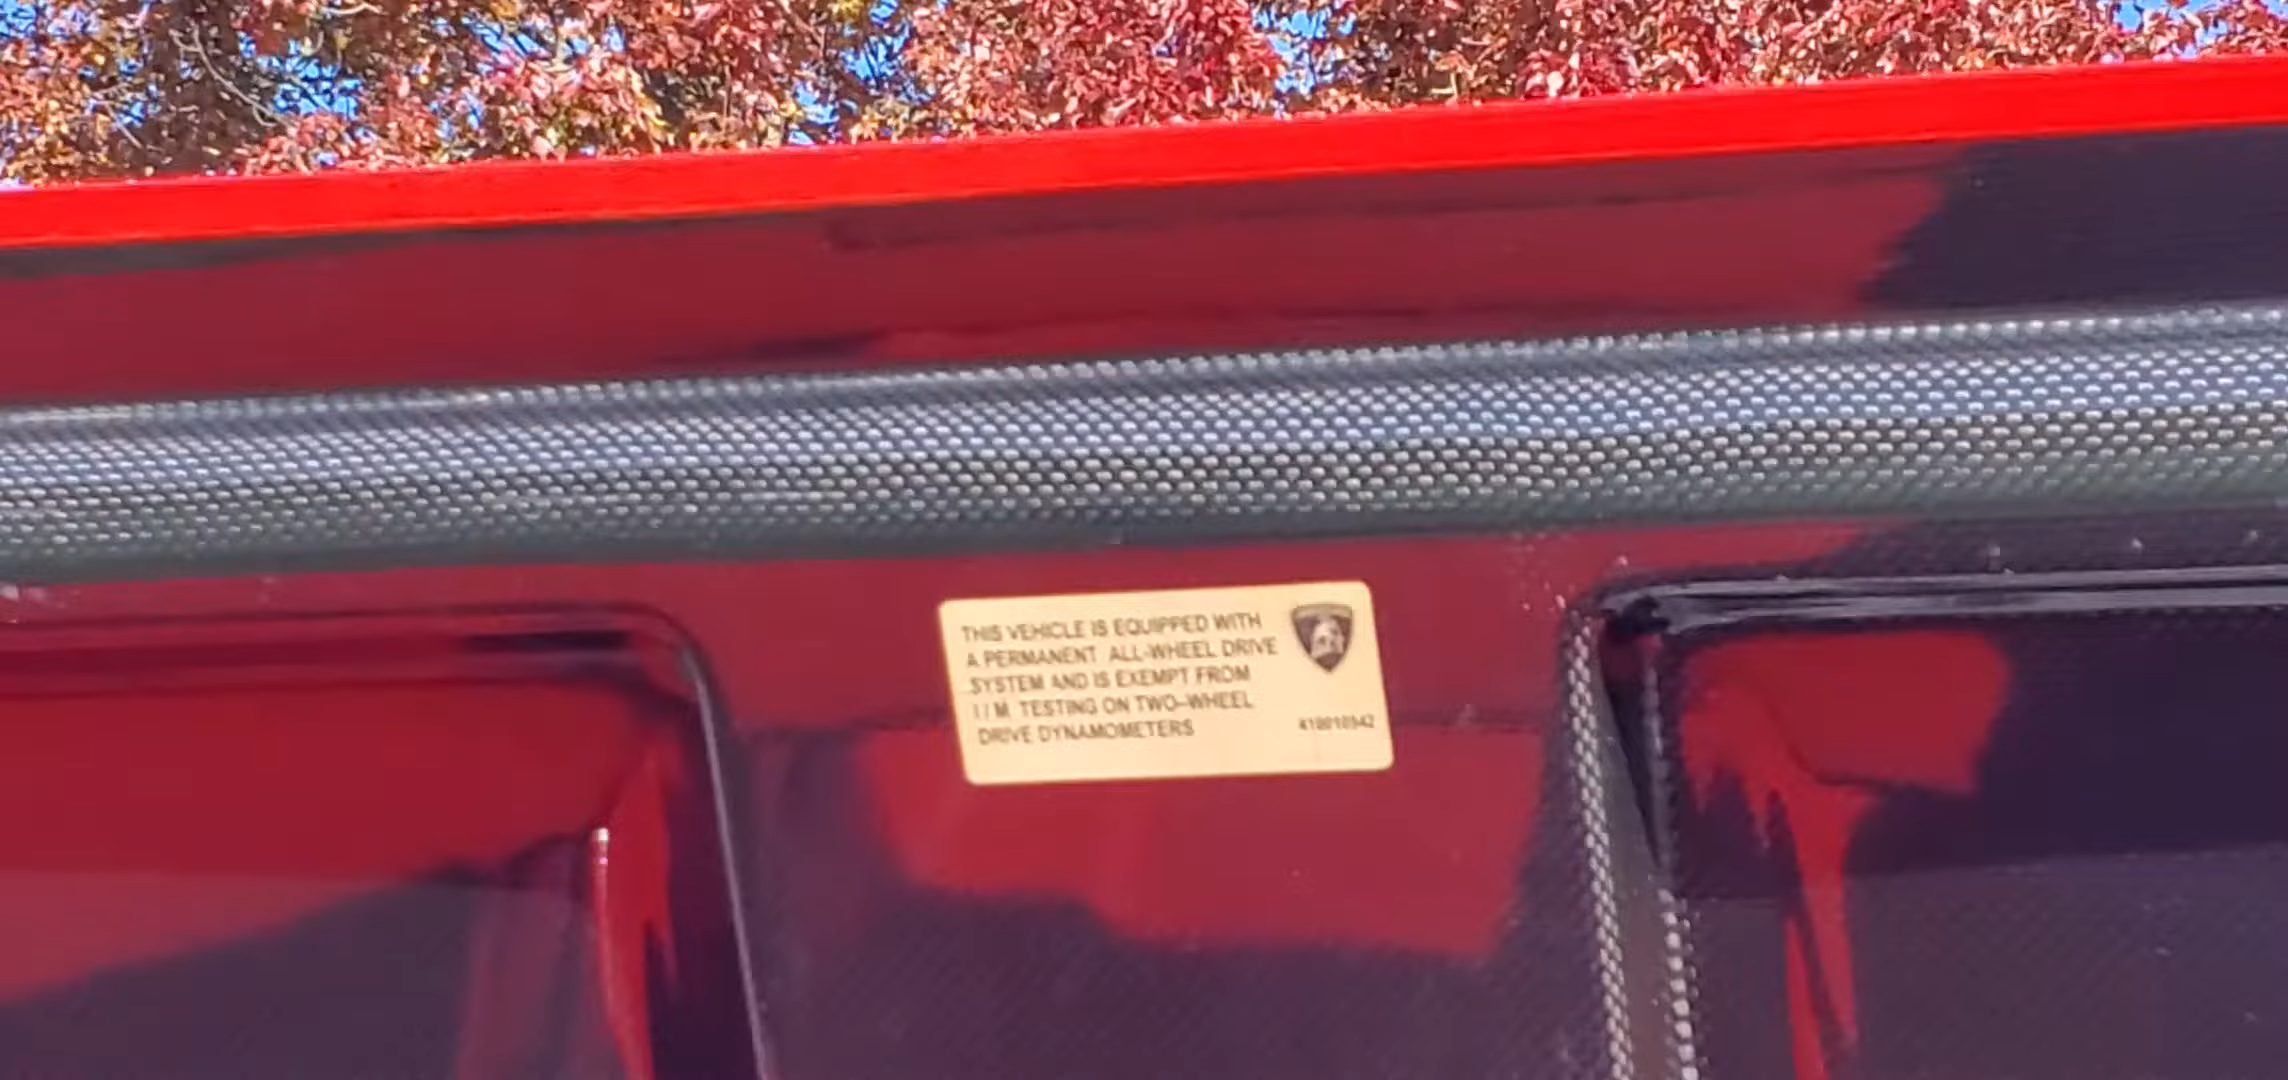 THIS VEHICLE IS EQUIPPED WITH
A PERMANENT ALL-WHEEL DRIVE
SYSTEM AND IS EXEMPT FROM
I / M TESTING ON TWO-WHEEL
DRIVE DYNAMOMETERS